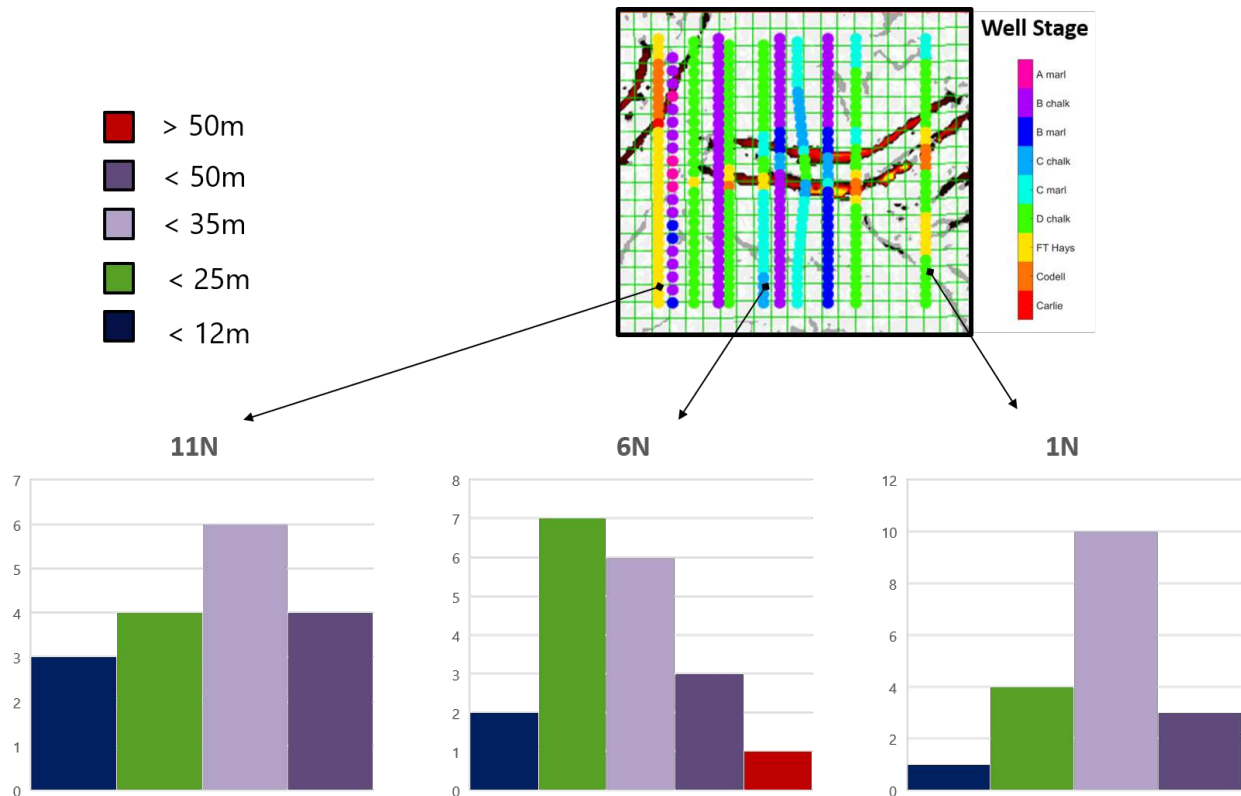 Well Stage
A marl
B chalk
B marl
C chalk
C marl
D chalk
FT Hays
Codell
Carlie
> 50m
< 50m
< 35m
< 25m
< 12m
11N
7
6
5
4
3
2
1
0
6N
8
7
6
5
4
3
2
1
0
1N
12
10
8
6
4
2
0